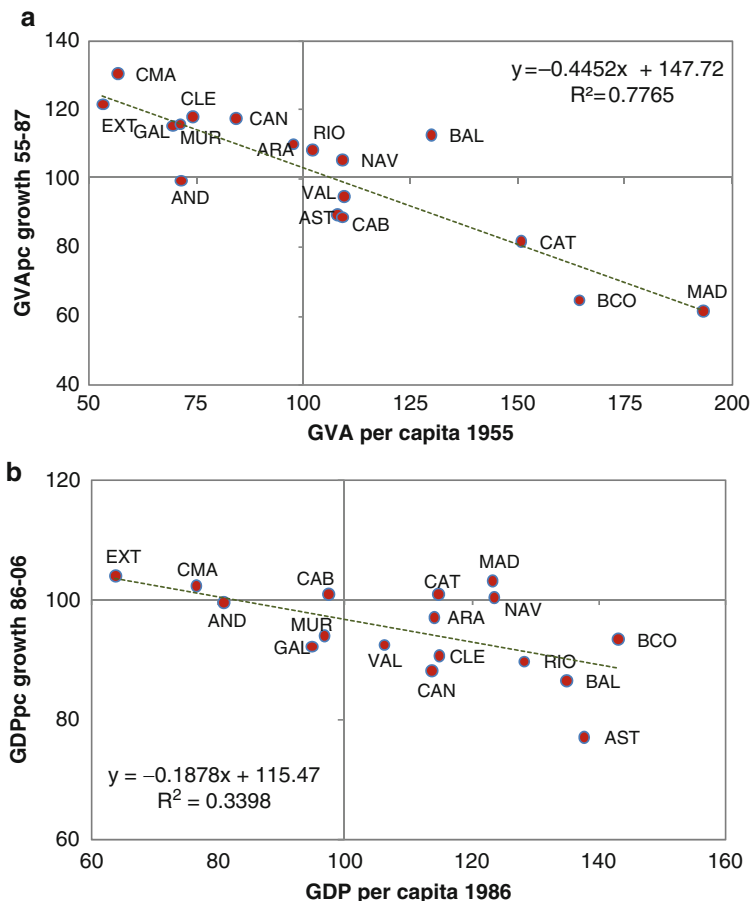 a
140
120
100
80
60
40
GVApc growth 55-87
y=−0.4452x + 147.72
R²=0.7765
CMA
EXT
GAL
MUR
CLE
CAN
AND
ARA
RIO
NAV
BAL
VAL
AST
CAB
CAT
BCO
MAD
50 75 100 125 150 175 200
GVA per capita 1955
b
120
100
80
60
GDPpc growth 86-06
EXT
CMA
AND
CAB
MUR
GAL
CAT
MAD
NAV
ARA
VAL
CLE
CAN
RIO
BCO
BAL
AST
y = −0.1878x + 115.47
R² = 0.3398
60 80 100 120 140 160
GDP per capita 1986